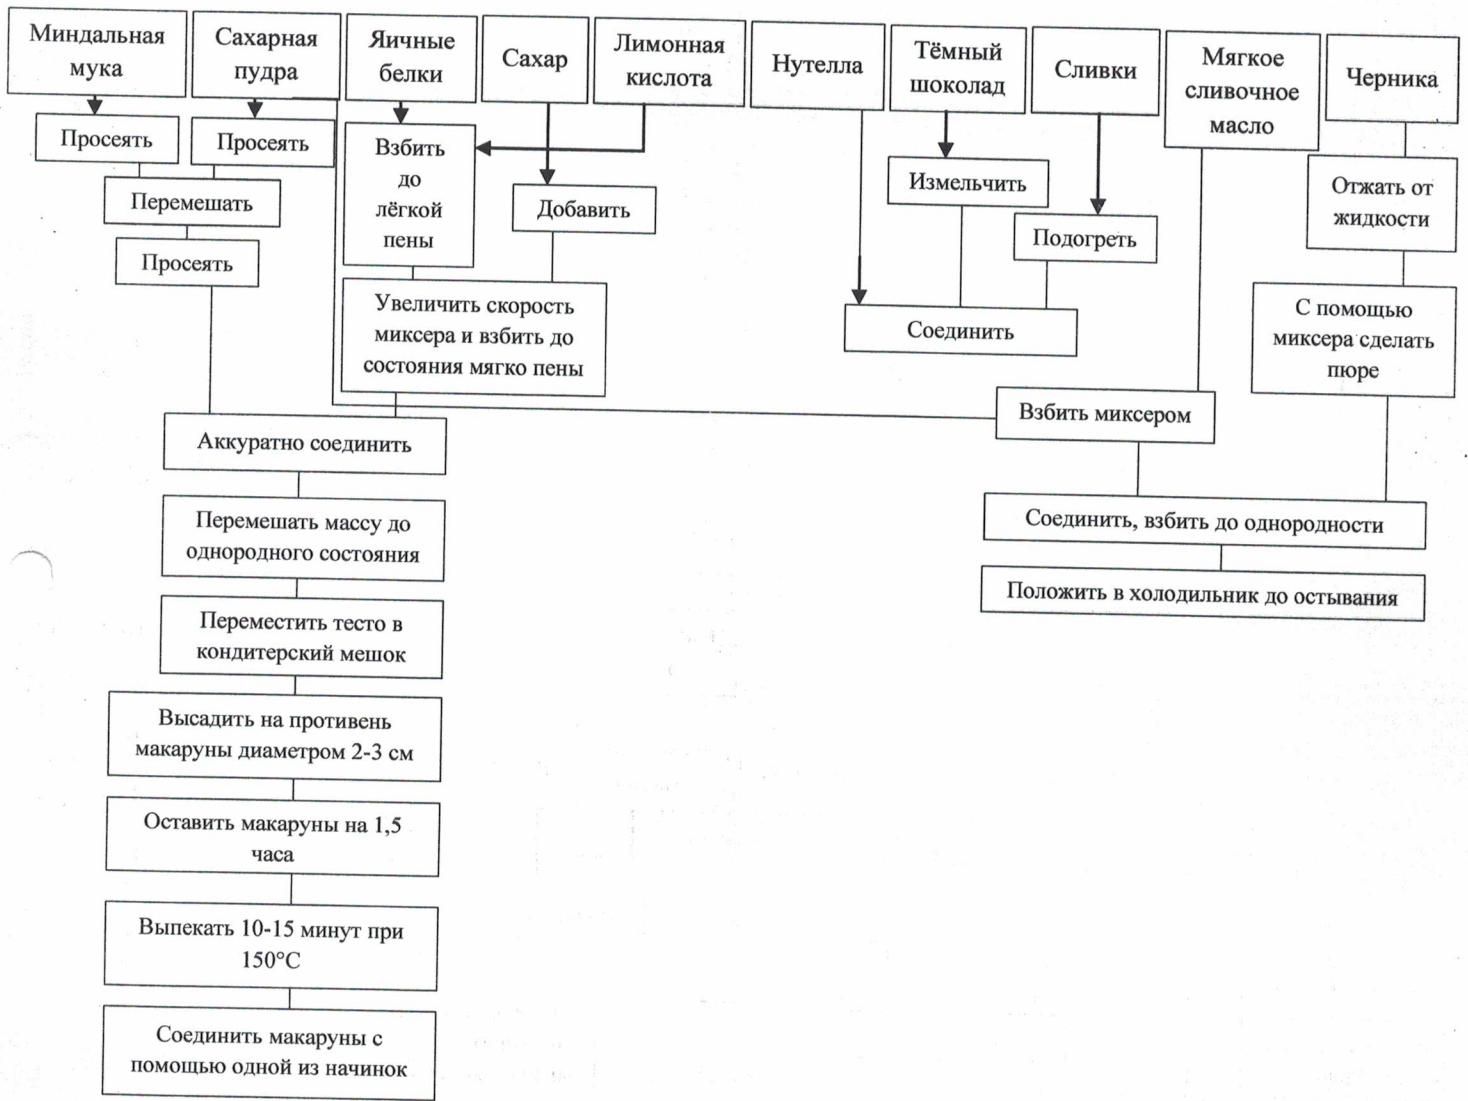 Миндальная
мука
Сахарная
пудра
Яичные
белки
Сахар
Лимонная
кислота
Нутелла
Тёмный
шоколад
Сливки
Мягкое
сливочное
масло
Черника
Просеять
Просеять
Перемешать
Просеять
Взбить
до
лёгкой
пены
Добавить
Увеличить скорость
миксера и взбить до
состояния мягко пены
Измельчить
Подогреть
Соединить
Отжать от
жидкости
С помощью
миксера сделать
пюре
Взбить миксером
Соединить, взбить до однородности
Положить в холодильник до остывания
Аккуратно соединить
Перемешать массу до
однородного состояния
Переместить тесто в
кондитерский мешок
Высадить на противень
макаруны диаметром 2-3 см
Оставить макаруны на 1,5
часа
Выпекать 10-15 минут при
150°C
Соединить макаруны с
помощью одной из начинок